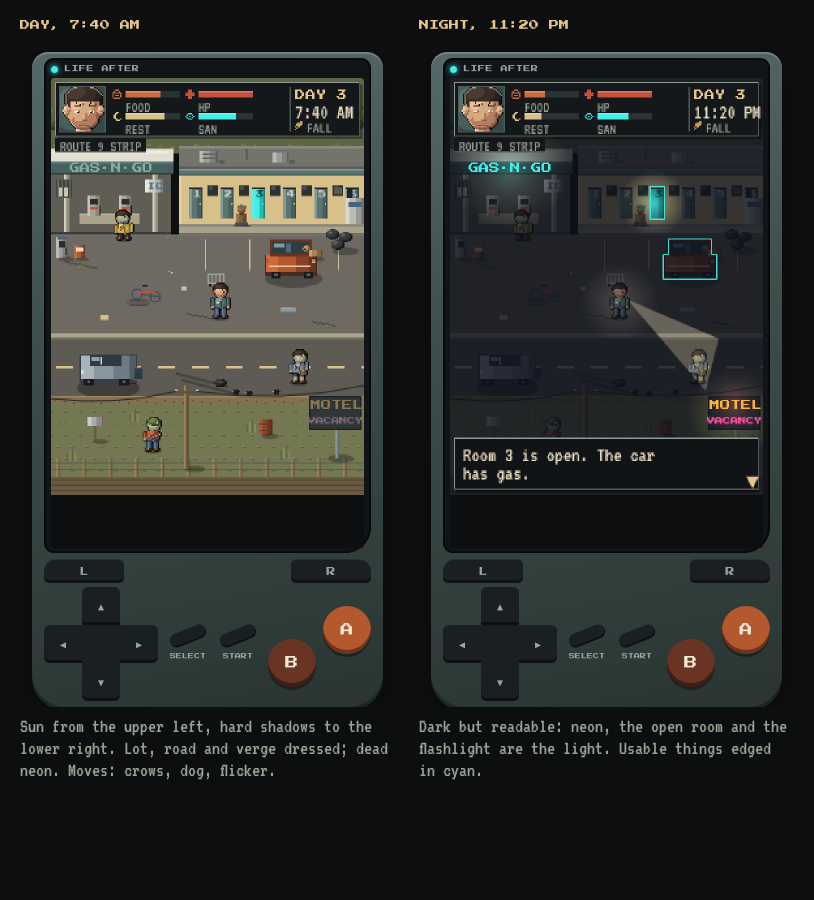 DAY, 7:40 AM
LIFE AFTER
FOOD
HP
REST
SAN
DAY 3
7:40 AM
FALL
ROUTE 9 STRIP
GAS·N·GO
2
3
4
5
MOTEL
VACANCY
L
R
SELECT
START
B
A
Sun from the upper left, hard shadows to the
lower right. Lot, road and verge dressed; dead
neon. Moves: crows, dog, flicker.
NIGHT, 11:20 PM
LIFE AFTER
FOOD
HP
REST
SAN
DAY 3
11:20 PM
FALL
ROUTE 9 STRIP
GAS·N·GO
3
MOTEL
VACANCY
Room 3 is open. The car
has gas.
L
R
SELECT
START
B
A
Dark but readable: neon, the open room and the
flashlight are the light. Usable things edged
in cyan.